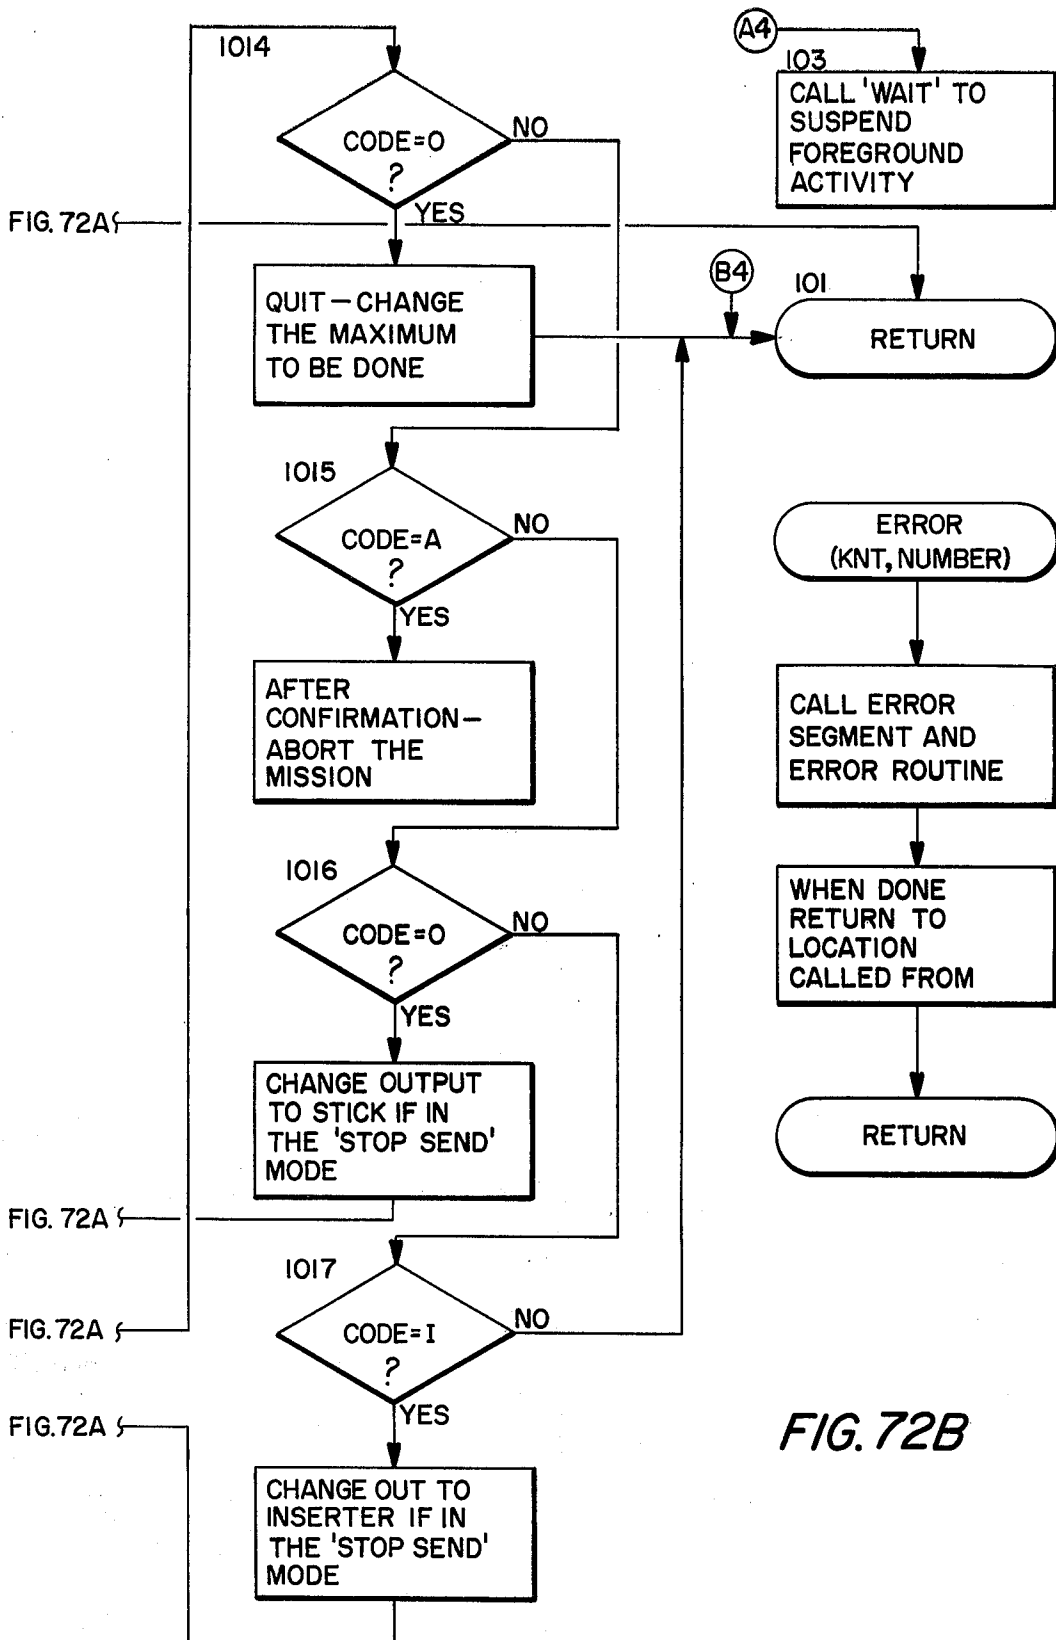 1014
CODE=O
?
NO
YES
FIG. 72A
QUIT—CHANGE
THE MAXIMUM
TO BE DONE
1015
CODE=A
?
NO
YES
AFTER
CONFIRMATION—
ABORT THE
MISSION
1016
CODE=O
?
NO
YES
CHANGE OUTPUT
TO STICK IF IN
THE 'STOP SEND'
MODE
FIG. 72A
1017
FIG. 72A
CODE=I
?
NO
YES
FIG. 72A
CHANGE OUT TO
INSERTER IF IN
THE 'STOP SEND'
MODE
A4
103
CALL 'WAIT' TO
SUSPEND
FOREGROUND
ACTIVITY
B4
101
RETURN
ERROR
(KNT, NUMBER)
CALL ERROR
SEGMENT AND
ERROR ROUTINE
WHEN DONE
RETURN TO
LOCATION
CALLED FROM
RETURN
FIG. 72B